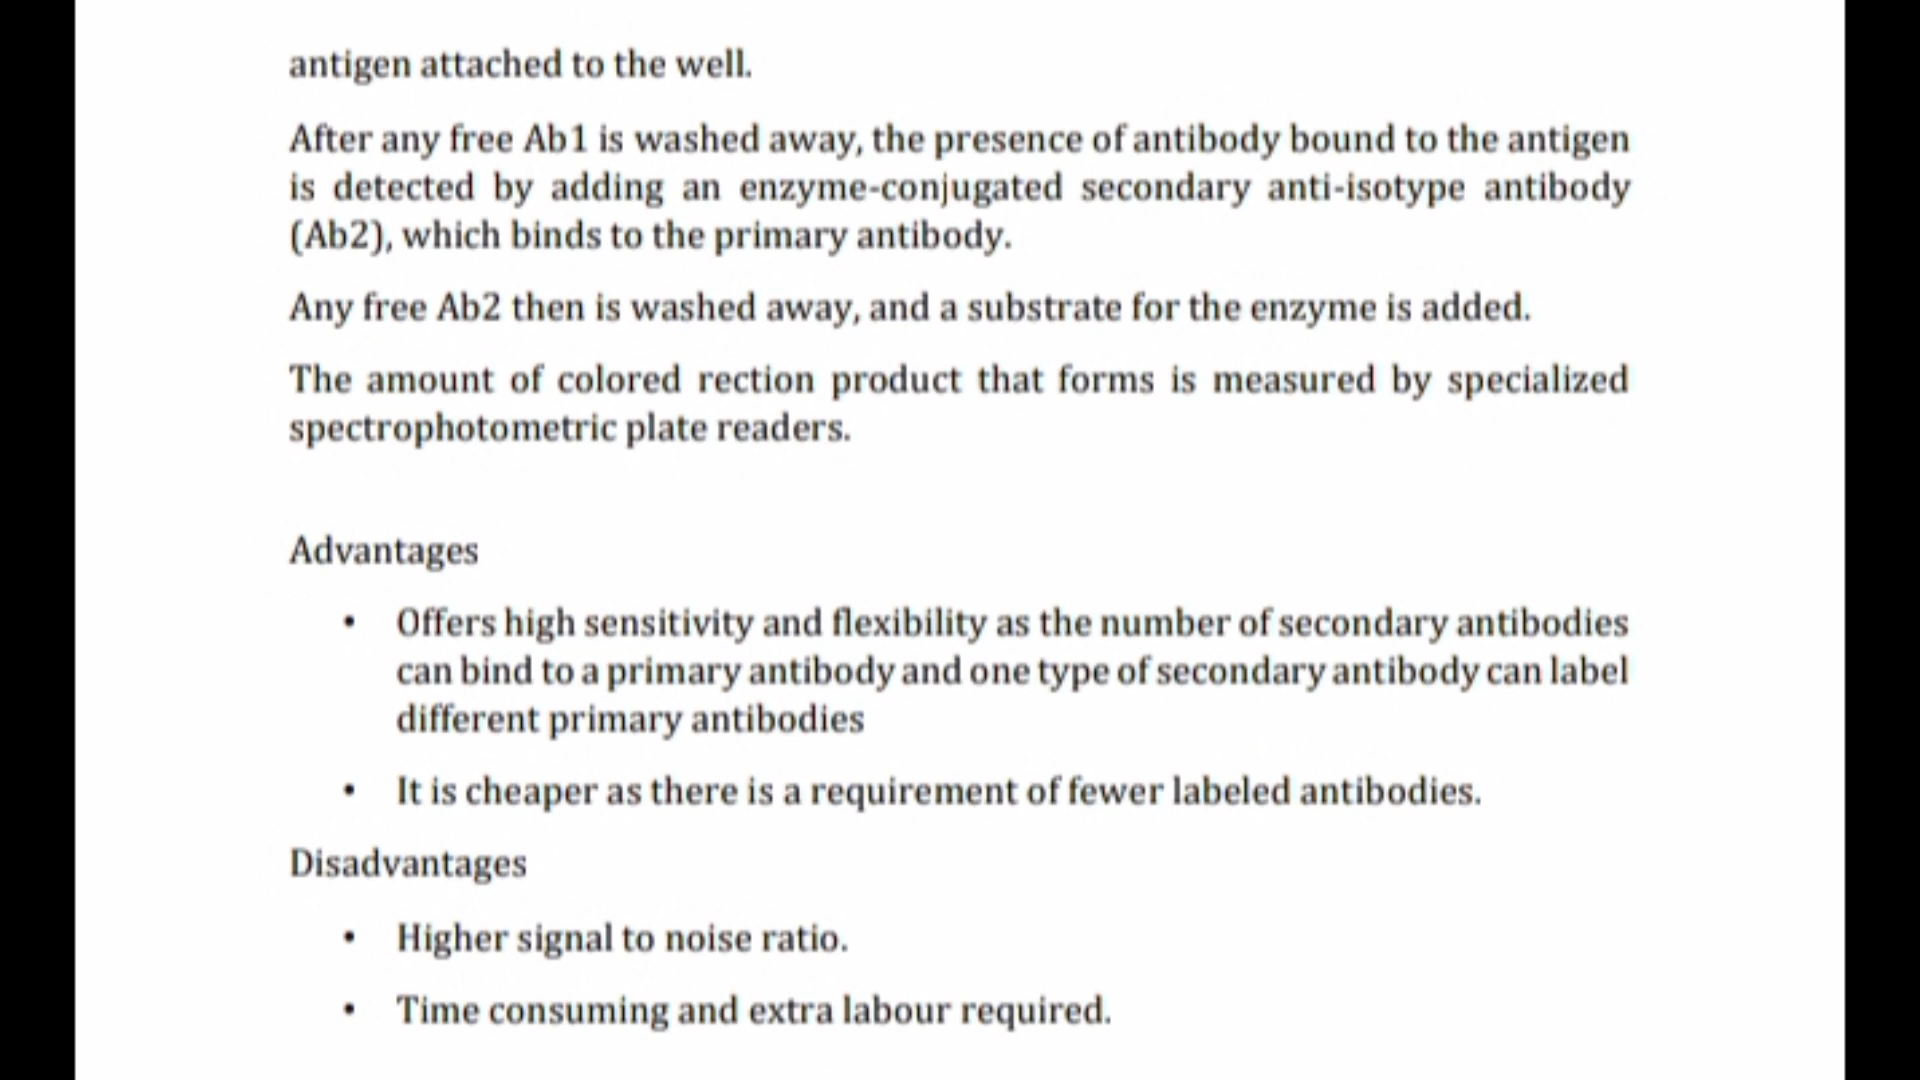 antigen attached to the well.
After any free Ab1 is washed away, the presence of antibody bound to the antigen
is detected by adding an enzyme-conjugated secondary anti-isotype antibody
(Ab2), which binds to the primary antibody.
Any free Ab2 then is washed away, and a substrate for the enzyme is added.
The amount of colored rection product that forms is measured by specialized
spectrophotometric plate readers.
Advantages
• Offers high sensitivity and flexibility as the number of secondary antibodies
can bind to a primary antibody and one type of secondary antibody can label
different primary antibodies
• It is cheaper as there is a requirement of fewer labeled antibodies.
Disadvantages
• Higher signal to noise ratio.
• Time consuming and extra labour required.